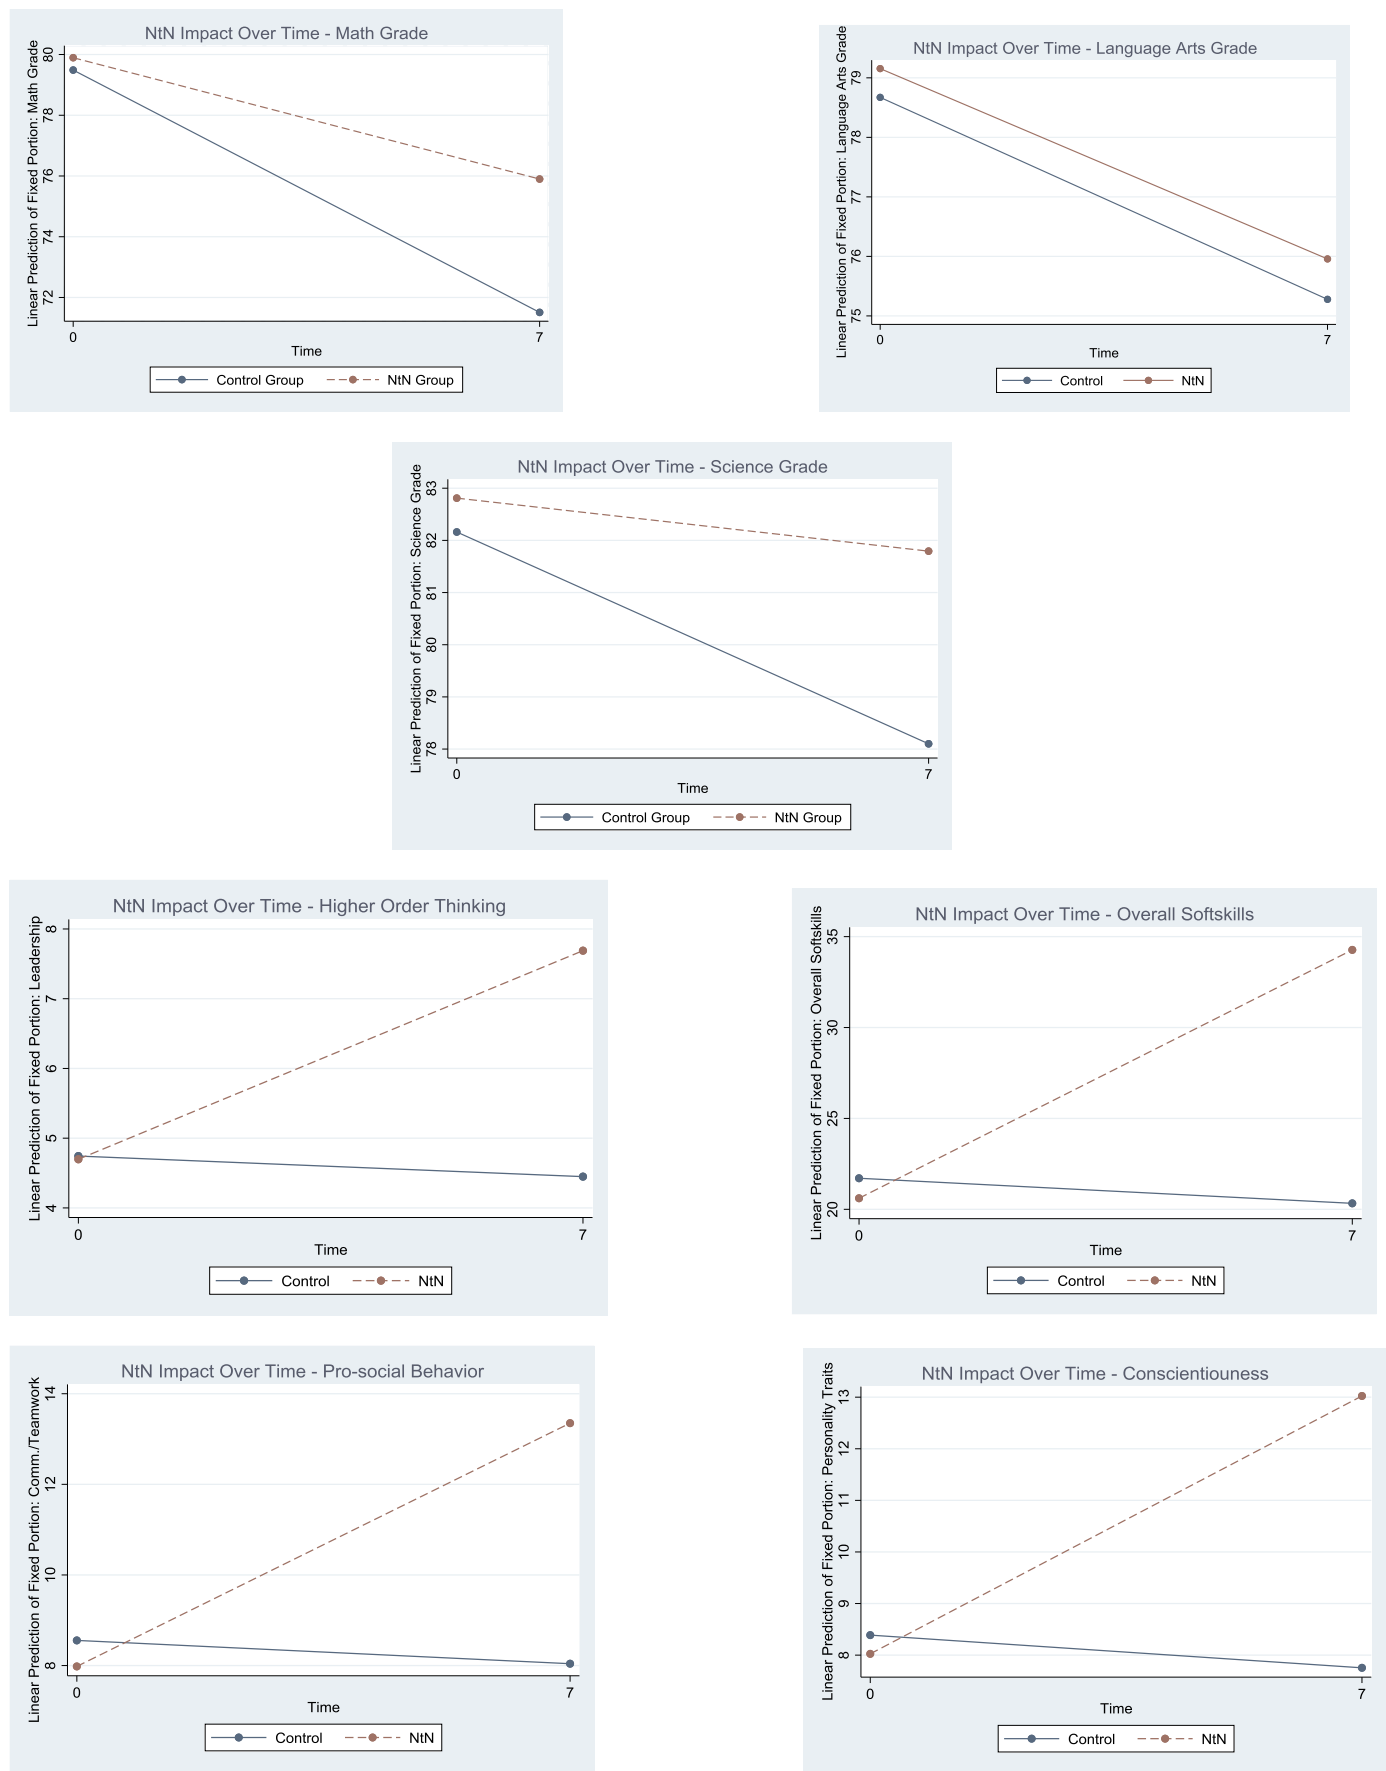 NtN Impact Over Time - Math Grade
Linear Prediction of Fixed Portion: Math Grade
80
78
76
74
72
0
7
Time
Control Group
NtN Group
NtN Impact Over Time - Language Arts Grade
Linear Prediction of Fixed Portion: Language Arts Grade
79
78
77
76
75
0
7
Time
Control
NtN
NtN Impact Over Time - Science Grade
Linear Prediction of Fixed Portion: Science Grade
83
82
81
80
79
78
0
7
Time
Control Group
NtN Group
NtN Impact Over Time - Higher Order Thinking
Linear Prediction of Fixed Portion: Leadership
8
7
6
5
4
0
7
Time
Control
NtN
NtN Impact Over Time - Overall Softskills
Linear Prediction of Fixed Portion: Overall Softskills
35
30
25
20
0
7
Time
Control
NtN
NtN Impact Over Time - Pro-social Behavior
Linear Prediction of Fixed Portion: Comm./Teamwork
14
12
10
8
0
7
Time
Control
NtN
NtN Impact Over Time - Conscientiouness
Linear Prediction of Fixed Portion: Personality Traits
13
12
11
10
9
8
0
7
Time
Control
NtN